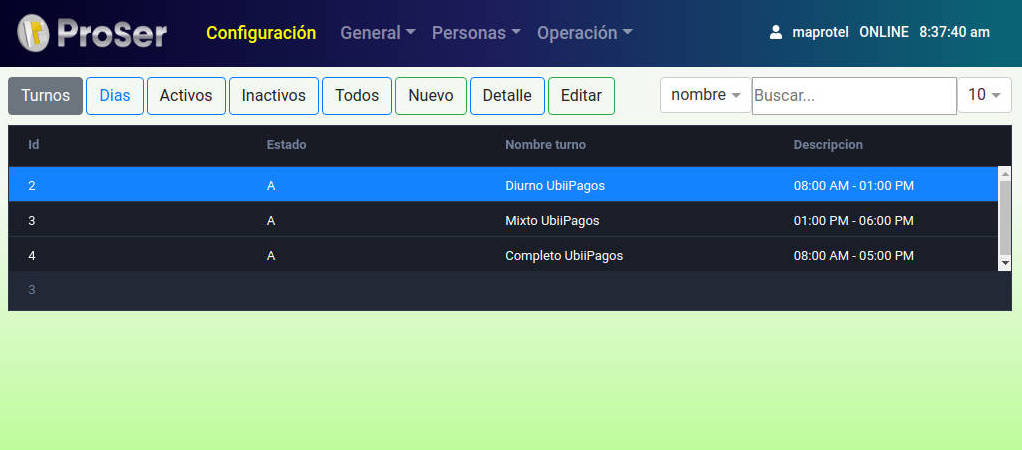 ProSer Configuración General Personas Operación maprotel ONLINE 8:37:40 am
Turnos Dias Activos Inactivos Todos Nuevo Detalle Editar nombre Buscar... 10
Id Estado Nombre turno Descripcion
2 A Diurno UbiiPagos 08:00 AM - 01:00 PM
3 A Mixto UbiiPagos 01:00 PM - 06:00 PM
4 A Completo UbiiPagos 08:00 AM - 05:00 PM
3